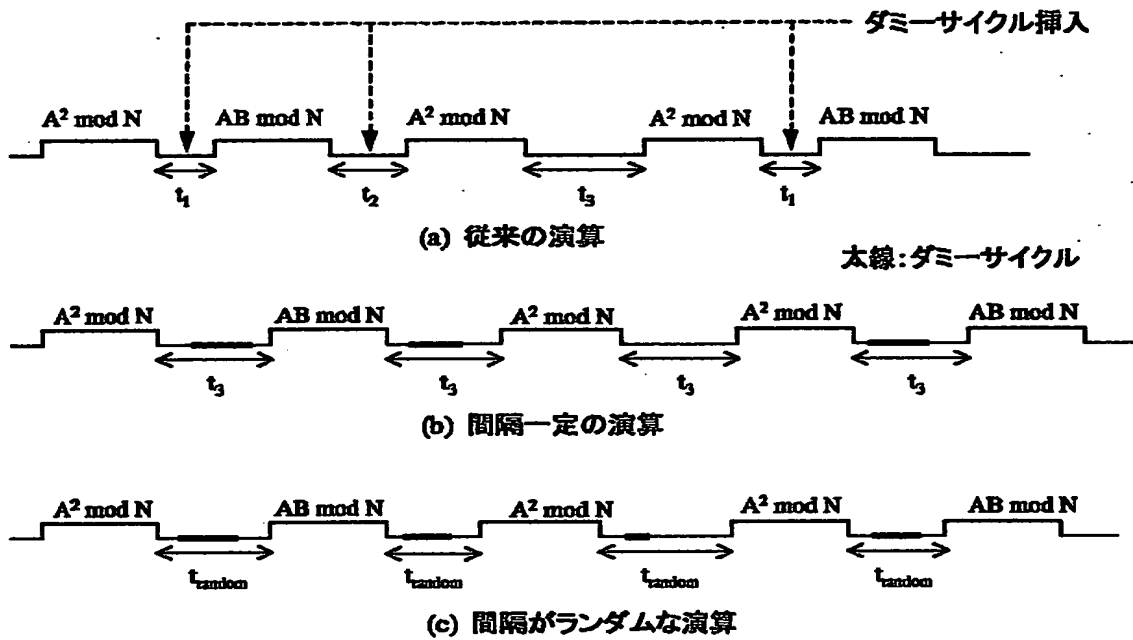 ダミーサイクル挿入
A² mod N AB mod N A² mod N A² mod N AB mod N
t₁ t₂ t₃ t₁
(a) 従来の演算
太線:ダミーサイクル
A² mod N AB mod N A² mod N A² mod N AB mod N
t₃ t₃ t₃ t₃
(b) 間隔一定の演算
A² mod N AB mod N A² mod N A² mod N AB mod N
t_random t_random t_random t_random
(c) 間隔がランダムな演算